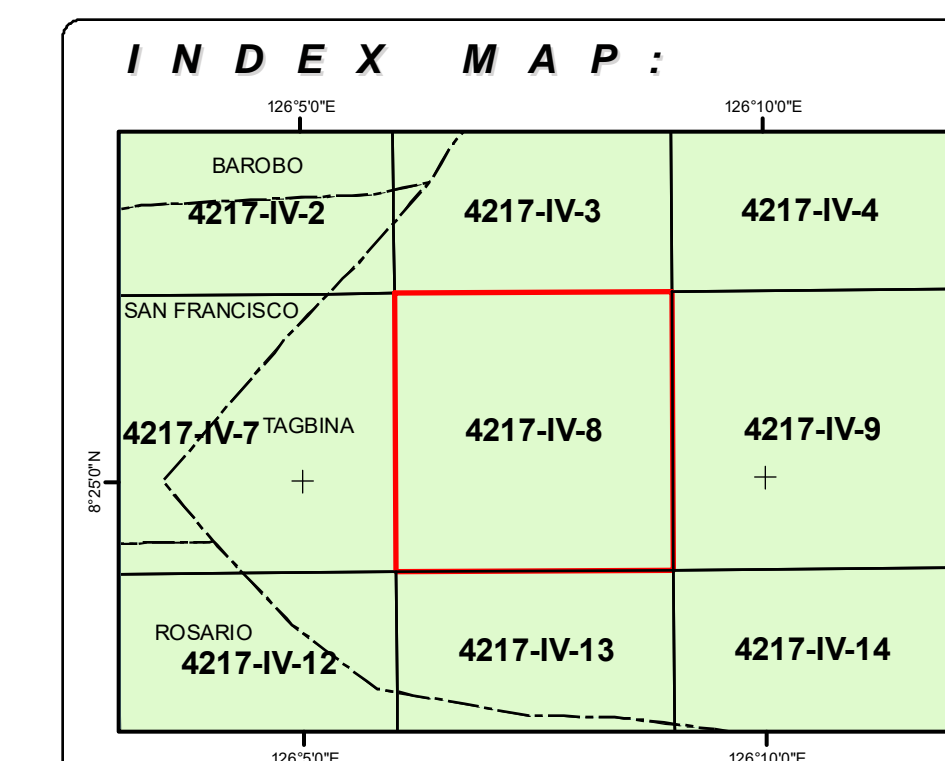 INDEX MAP:
126°5'0"E 126°10'0"E
BAROBO
4217-IV-2 4217-IV-3 4217-IV-4
SAN FRANCISCO
4217-IV-7 TAGBINA 4217-IV-8 4217-IV-9
8°25'0"N
ROSARIO
4217-IV-12 4217-IV-13 4217-IV-14
126°5'0"E 126°10'0"E